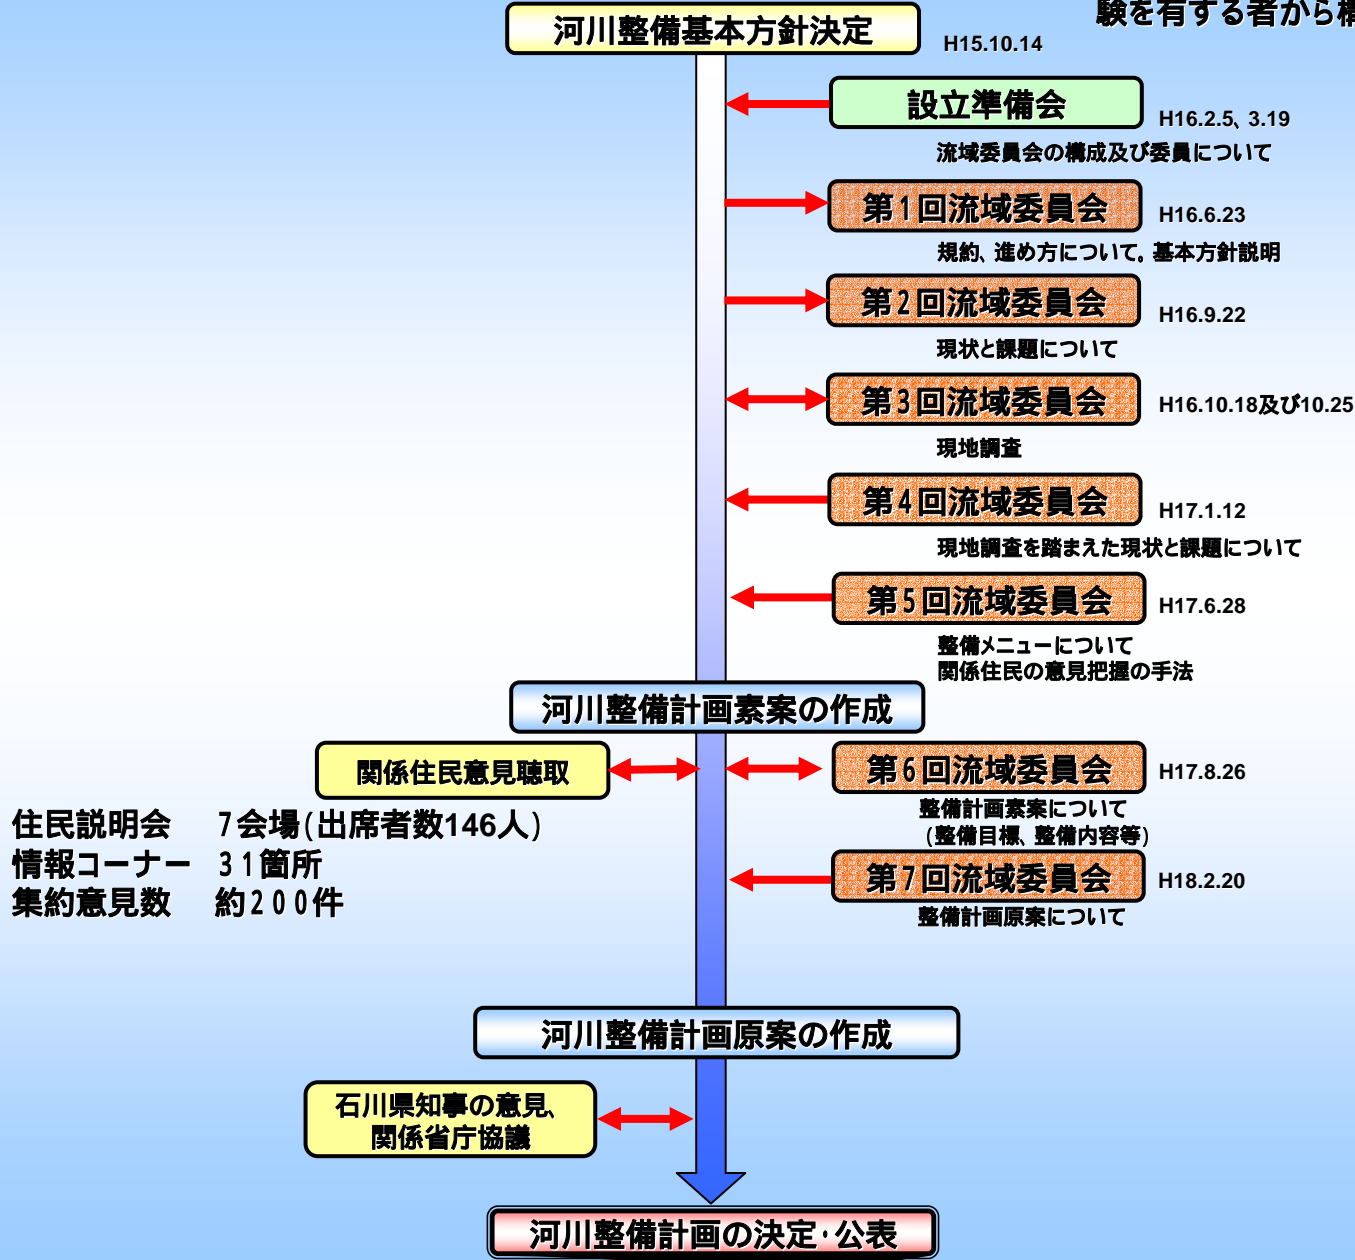 験を有する者から構
河川整備基本方針決定
H15.10.14
設立準備会
H16.2.5、3.19
流域委員会の構成及び委員について
第1回流域委員会
H16.6.23
規約、進め方について。基本方針説明
第2回流域委員会
H16.9.22
現状と課題について
第3回流域委員会
H16.10.18及び10.25
現地調査
第4回流域委員会
H17.1.12
現地調査を踏まえた現状と課題について
第5回流域委員会
H17.6.28
整備メニューについて
関係住民の意見把握の手法
河川整備計画素案の作成
関係住民意見聴取
第6回流域委員会
H17.8.26
整備計画素案について
(整備目標、整備内容等)
住民説明会 7会場(出席者数146人)
情報コーナー 31箇所
集約意見数 約200件
第7回流域委員会
H18.2.20
整備計画原案について
河川整備計画原案の作成
石川県知事の意見、
関係省庁協議
河川整備計画の決定・公表